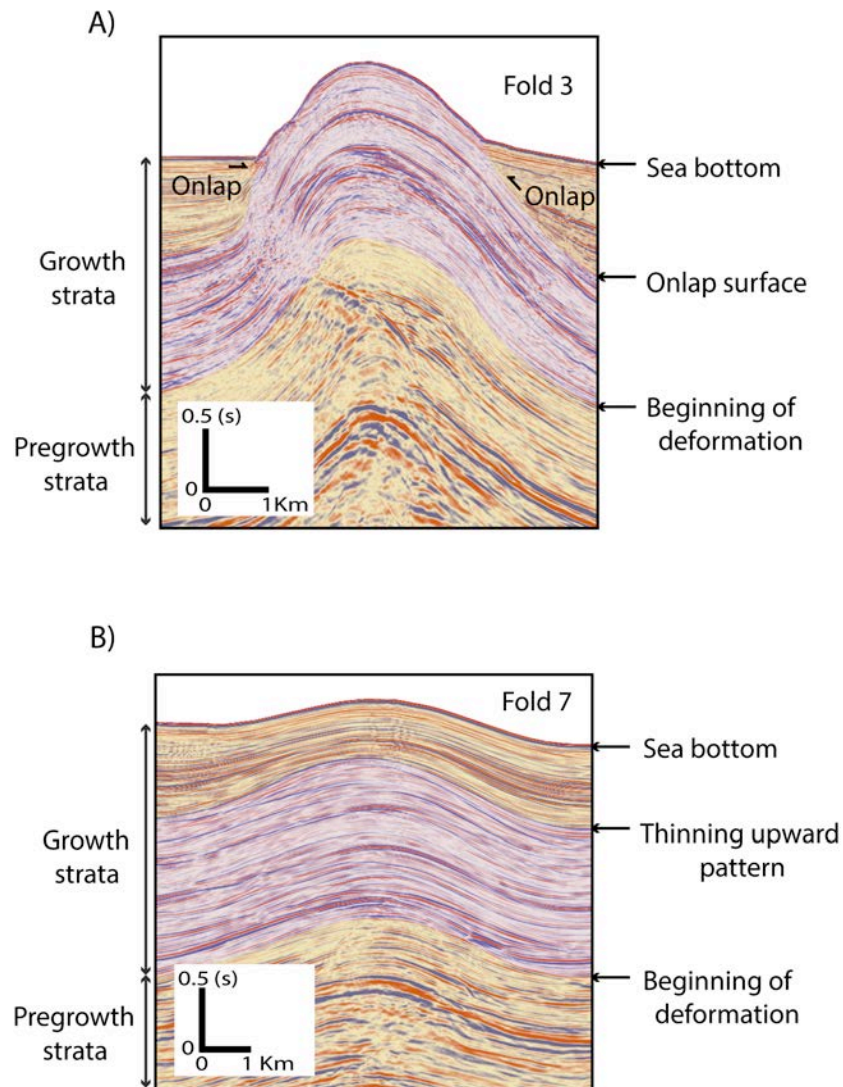 A)
Fold 3
Sea bottom
Onlap
Onlap
Growth
strata
Onlap surface
Beginning of
deformation
0.5 (s)
Pregrowth
strata
0
0 1Km
B)
Fold 7
Sea bottom
Thinning upward
pattern
Growth
strata
Beginning of
deformation
0.5 (s)
Pregrowth
strata
0
0 1 Km